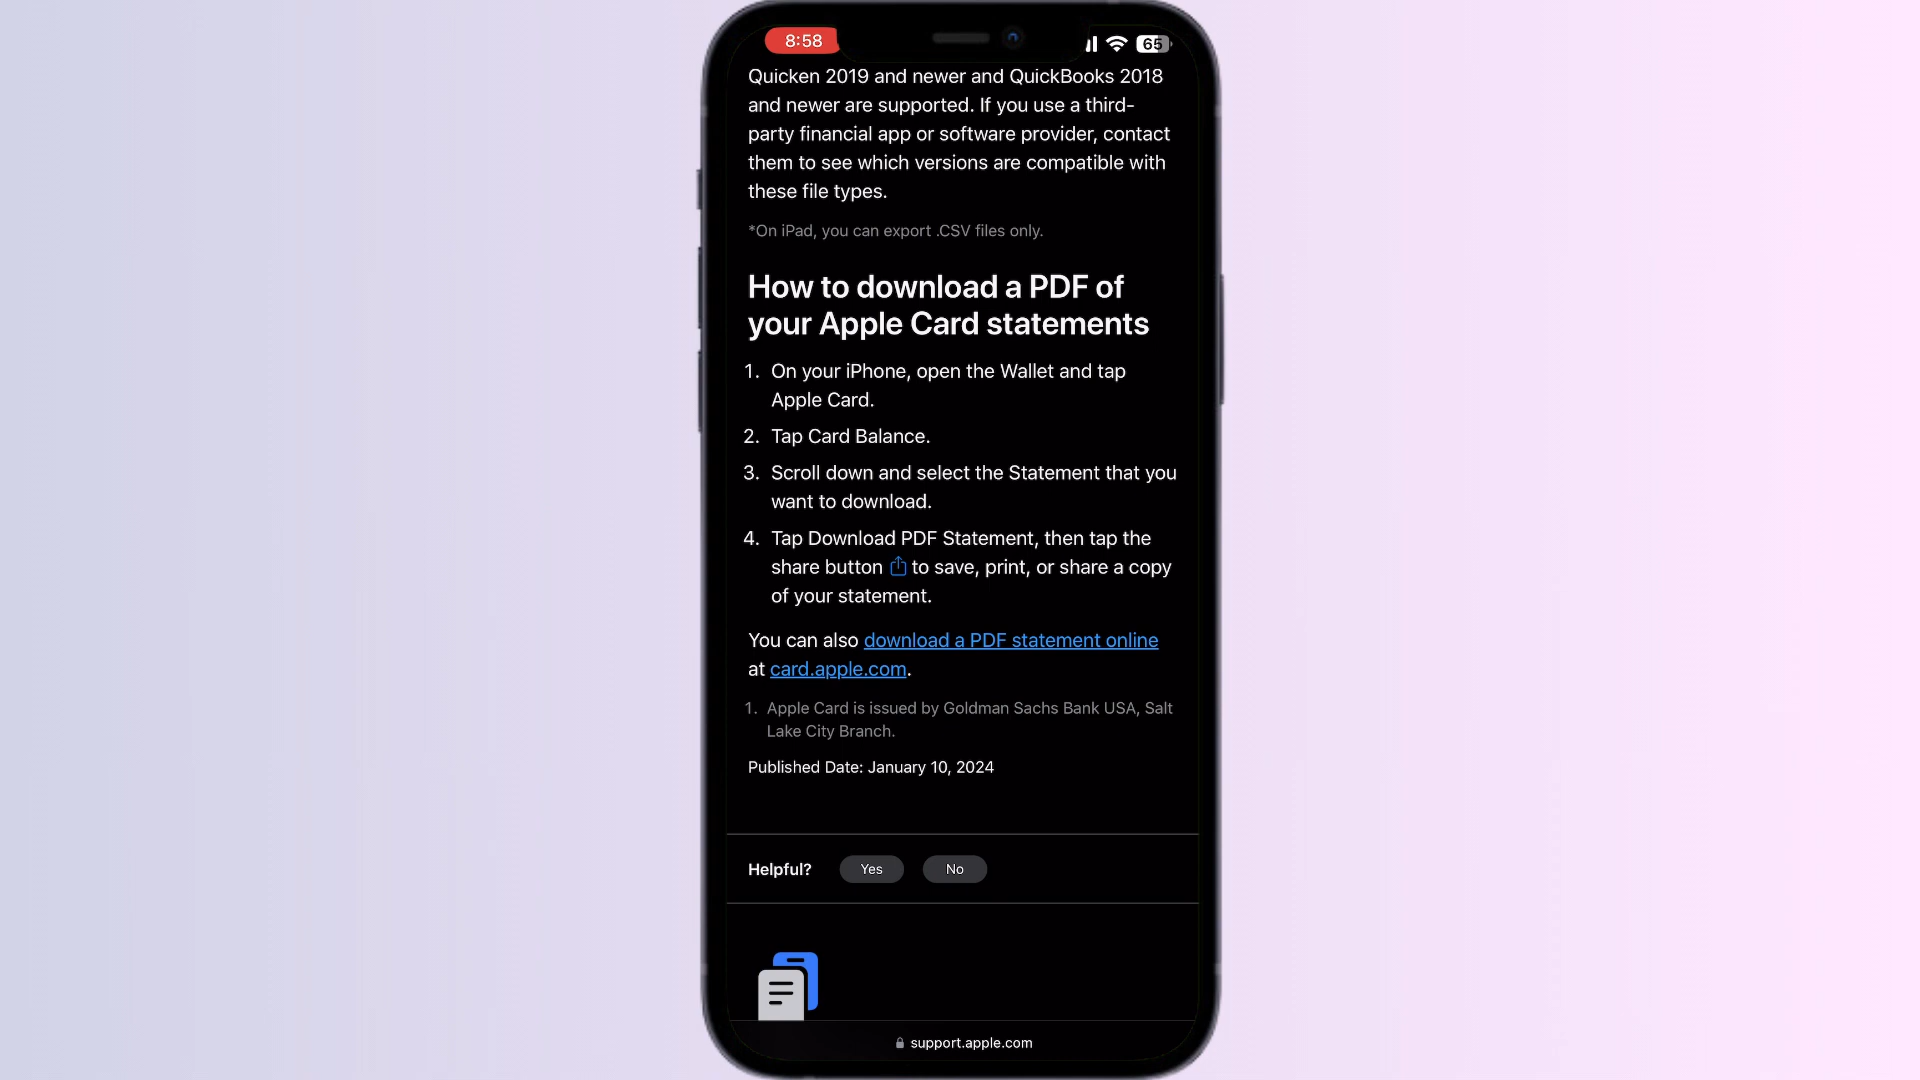 8:58
65
Quicken 2019 and newer and QuickBooks 2018
and newer are supported. If you use a third-
party financial app or software provider, contact
them to see which versions are compatible with
these file types.
*On iPad, you can export .CSV files only.
How to download a PDF of
your Apple Card statements
1. On your iPhone, open the Wallet and tap
Apple Card.
2. Tap Card Balance.
3. Scroll down and select the Statement that you
want to download.
4. Tap Download PDF Statement, then tap the
share button to save, print, or share a copy
of your statement.
You can also download a PDF statement online
at card.apple.com.
1. Apple Card is issued by Goldman Sachs Bank USA, Salt
Lake City Branch.
Published Date: January 10, 2024
Helpful? Yes No
support.apple.com